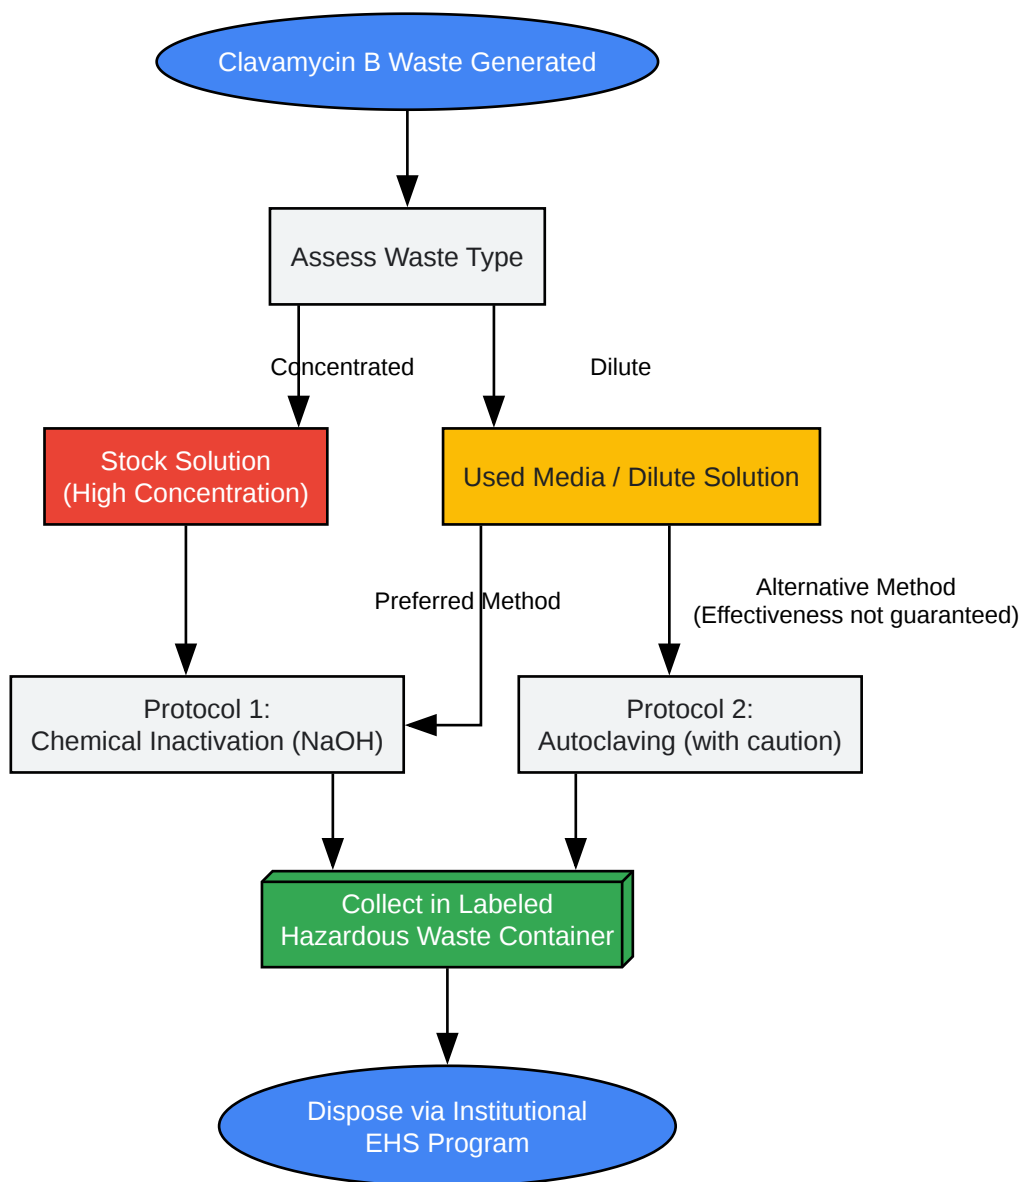 Clavamycin B Waste Generated
Assess Waste Type
Concentrated
Dilute
Stock Solution
(High Concentration)
Used Media / Dilute Solution
Preferred Method
Alternative Method
(Effectiveness not guaranteed)
Protocol 1:
Chemical Inactivation (NaOH)
Protocol 2:
Autoclaving (with caution)
Collect in Labeled
Hazardous Waste Container
Dispose via Institutional
EHS Program